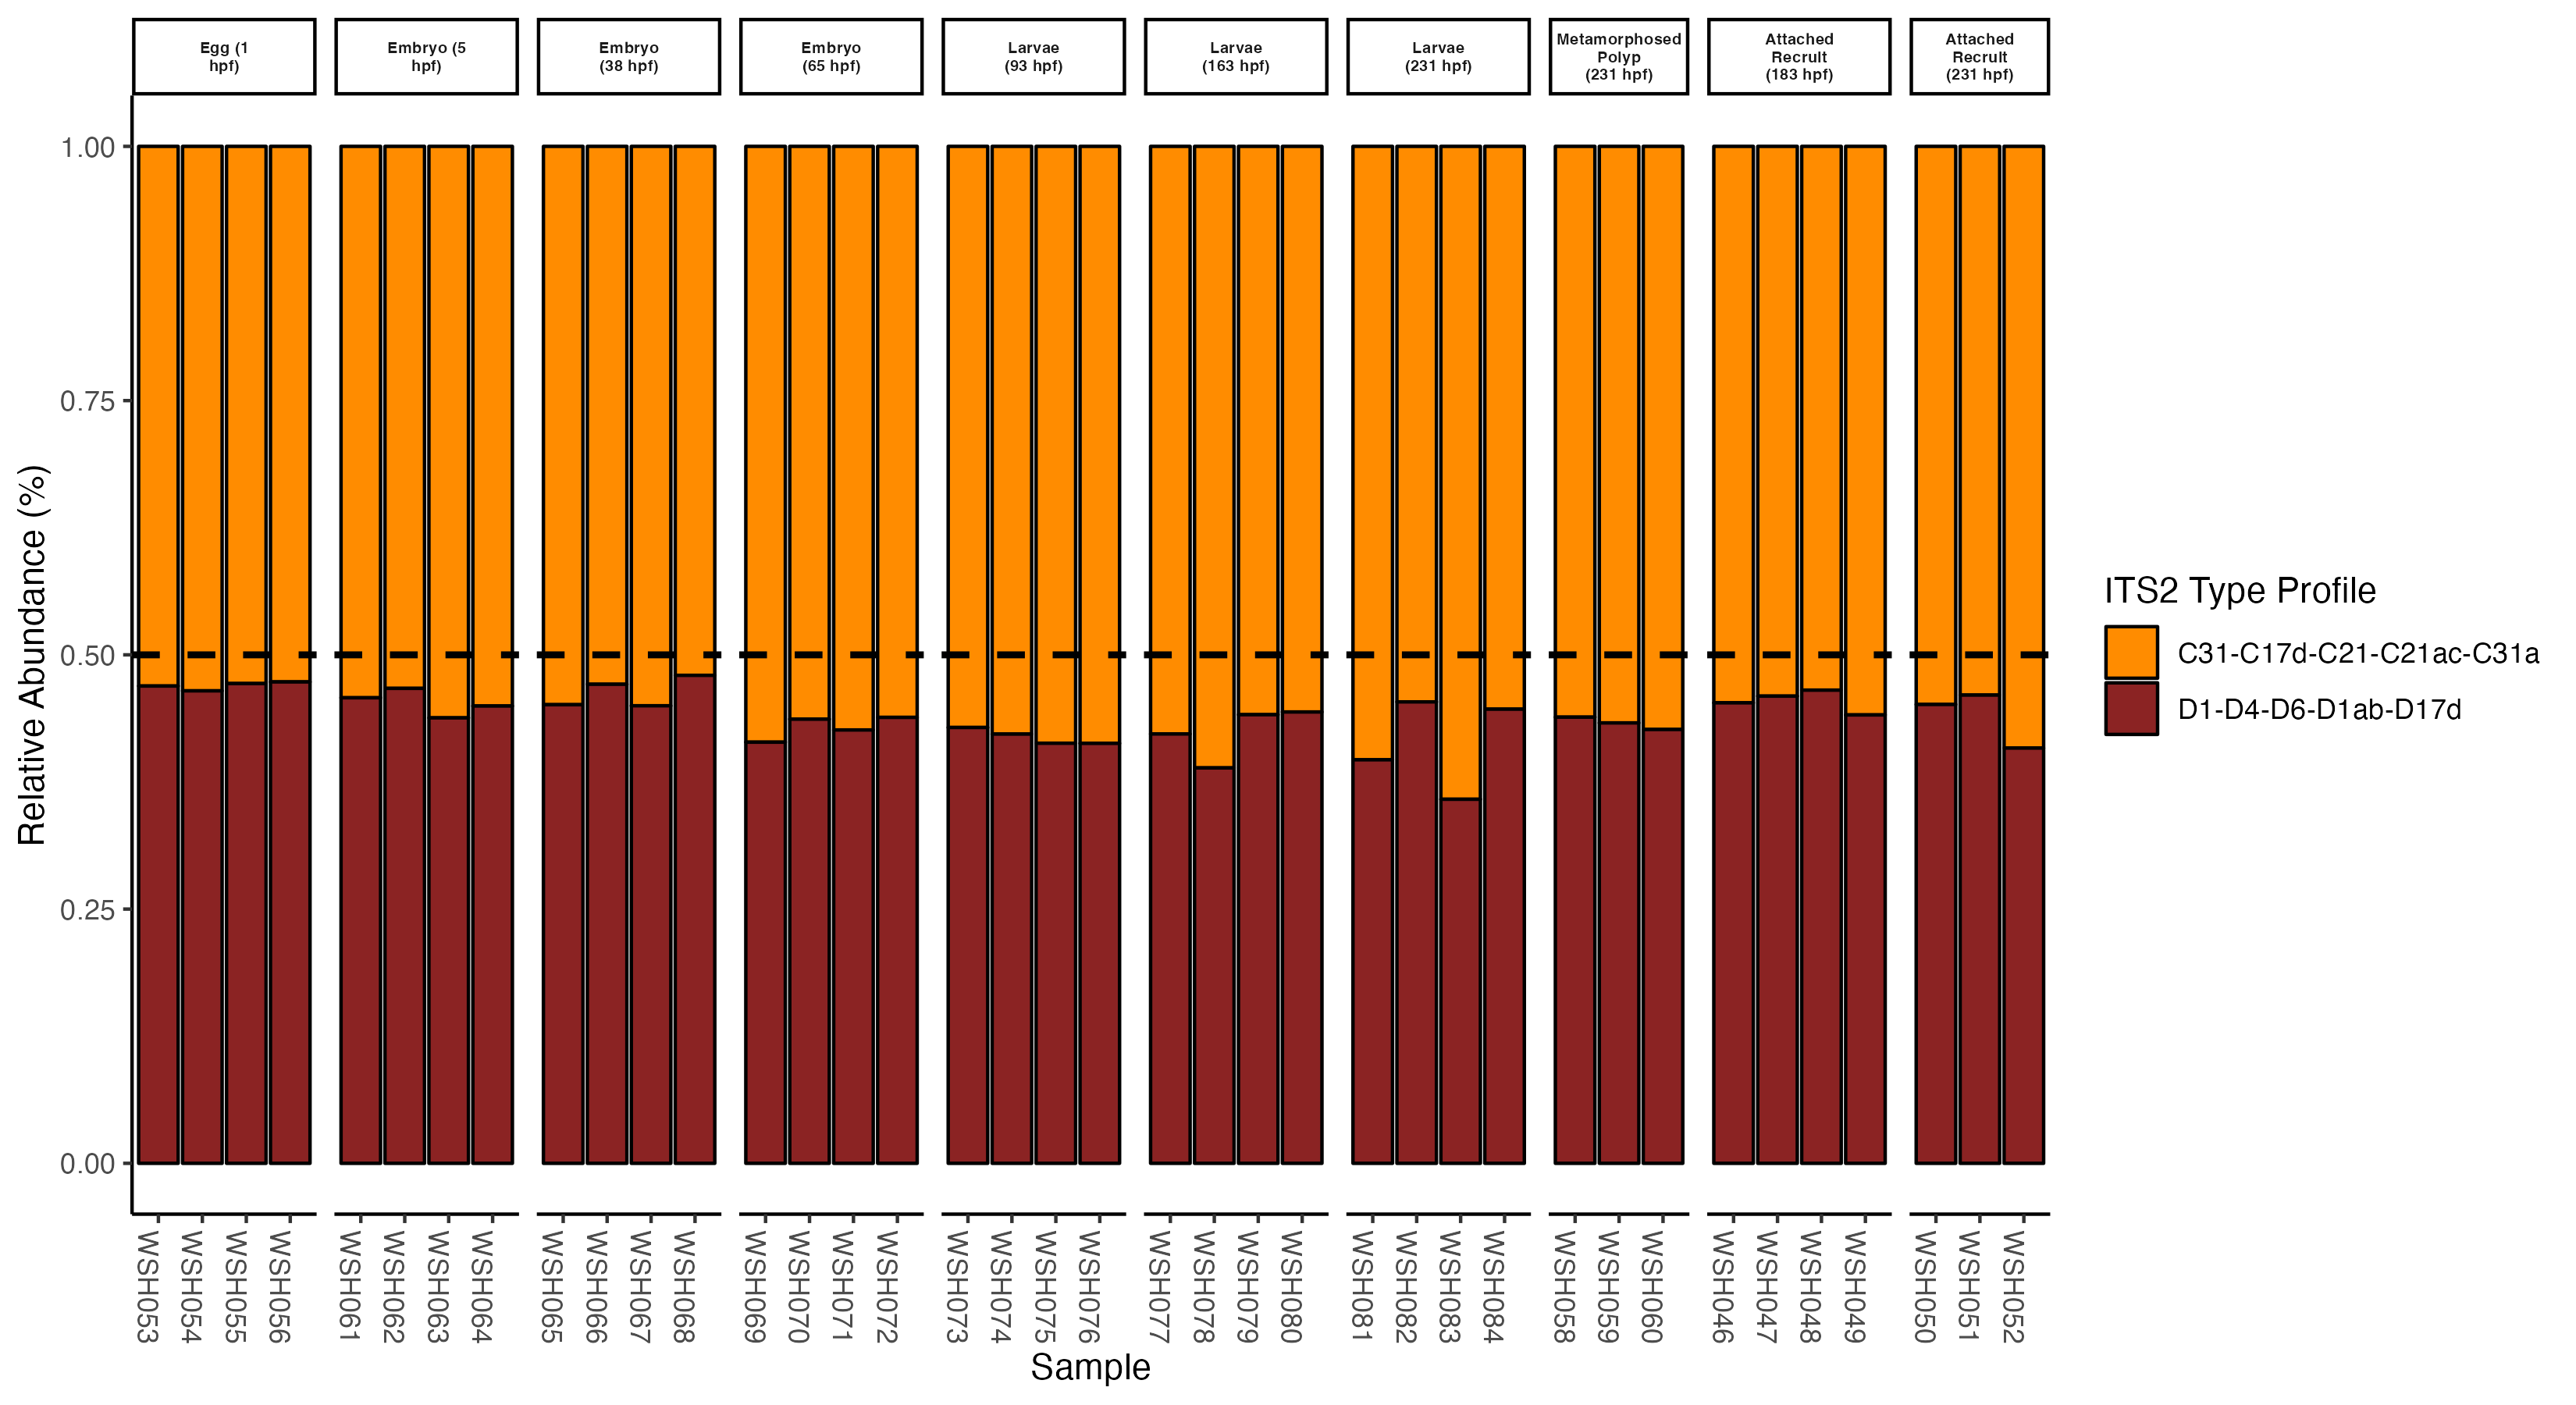 Egg (1
hpf)
Embryo (5
hpf)
Embryo
(38 hpf)
Embryo
(65 hpf)
Larvae
(93 hpf)
Larvae
(163 hpf)
Larvae
(231 hpf)
Metamorphosed
Polyp
(231 hpf)
Attached
Recruit
(183 hpf)
Attached
Recruit
(231 hpf)
Relative Abundance (%)
1.00
0.75
0.50
0.25
0.00
WSH053
WSH054
WSH055
WSH056
WSH061
WSH062
WSH063
WSH064
WSH065
WSH066
WSH067
WSH068
WSH069
WSH070
WSH071
WSH072
WSH073
WSH074
WSH075
WSH076
WSH077
WSH078
WSH079
WSH080
WSH081
WSH082
WSH083
WSH084
WSH058
WSH059
WSH060
WSH046
WSH047
WSH048
WSH049
WSH050
WSH051
WSH052
Sample
ITS2 Type Profile
C31-C17d-C21-C21ac-C31a
D1-D4-D6-D1ab-D17d